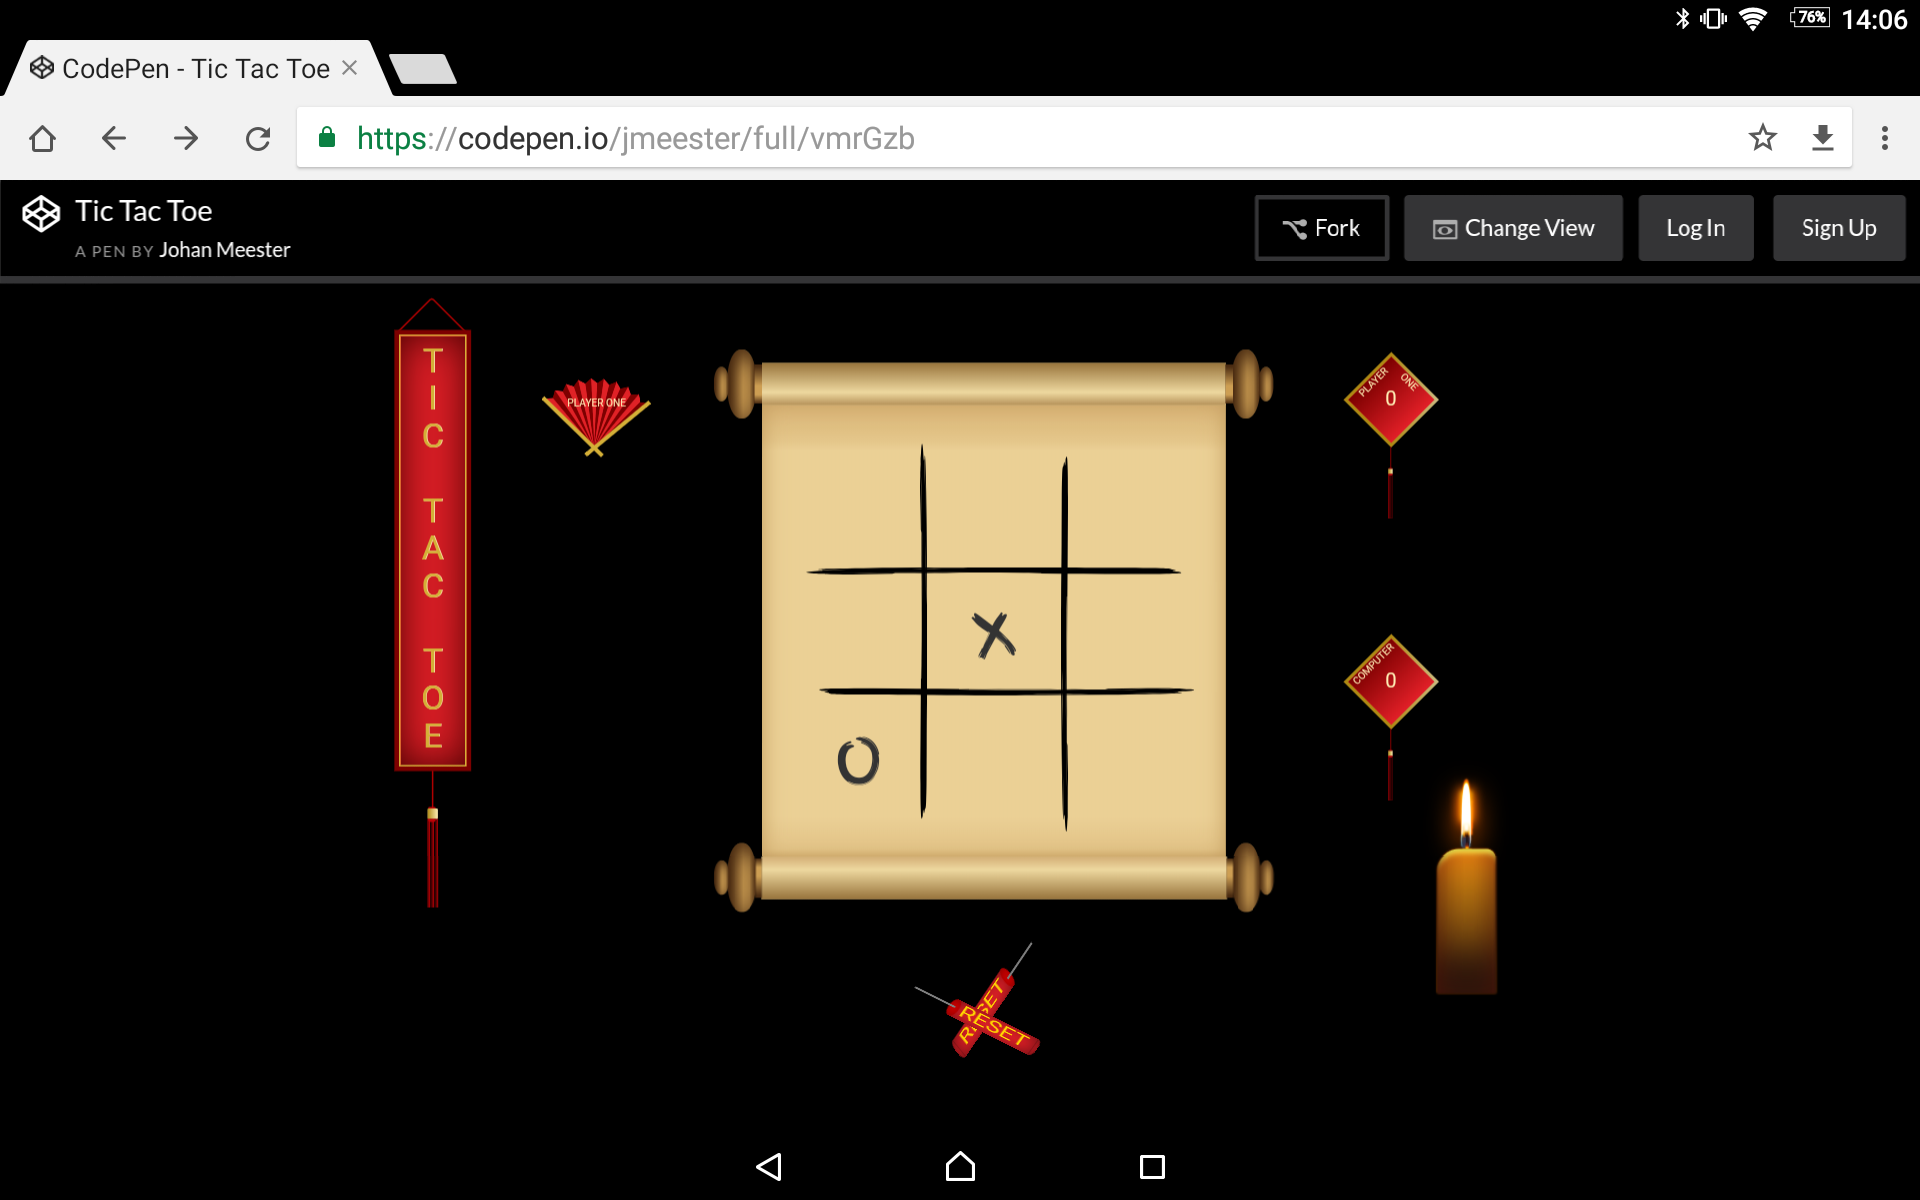 76% 14:06
CodePen - Tic Tac Toe
https://codepen.io/jmeester/full/vmrGzb
Tic Tac Toe
A PEN BY Johan Meester
Fork
Change View
Log In
Sign Up
TIC
TAC
TOE
PLAYER ONE
PLAYER ONE
0
X
COMPUTER
0
O
RESET
RESET